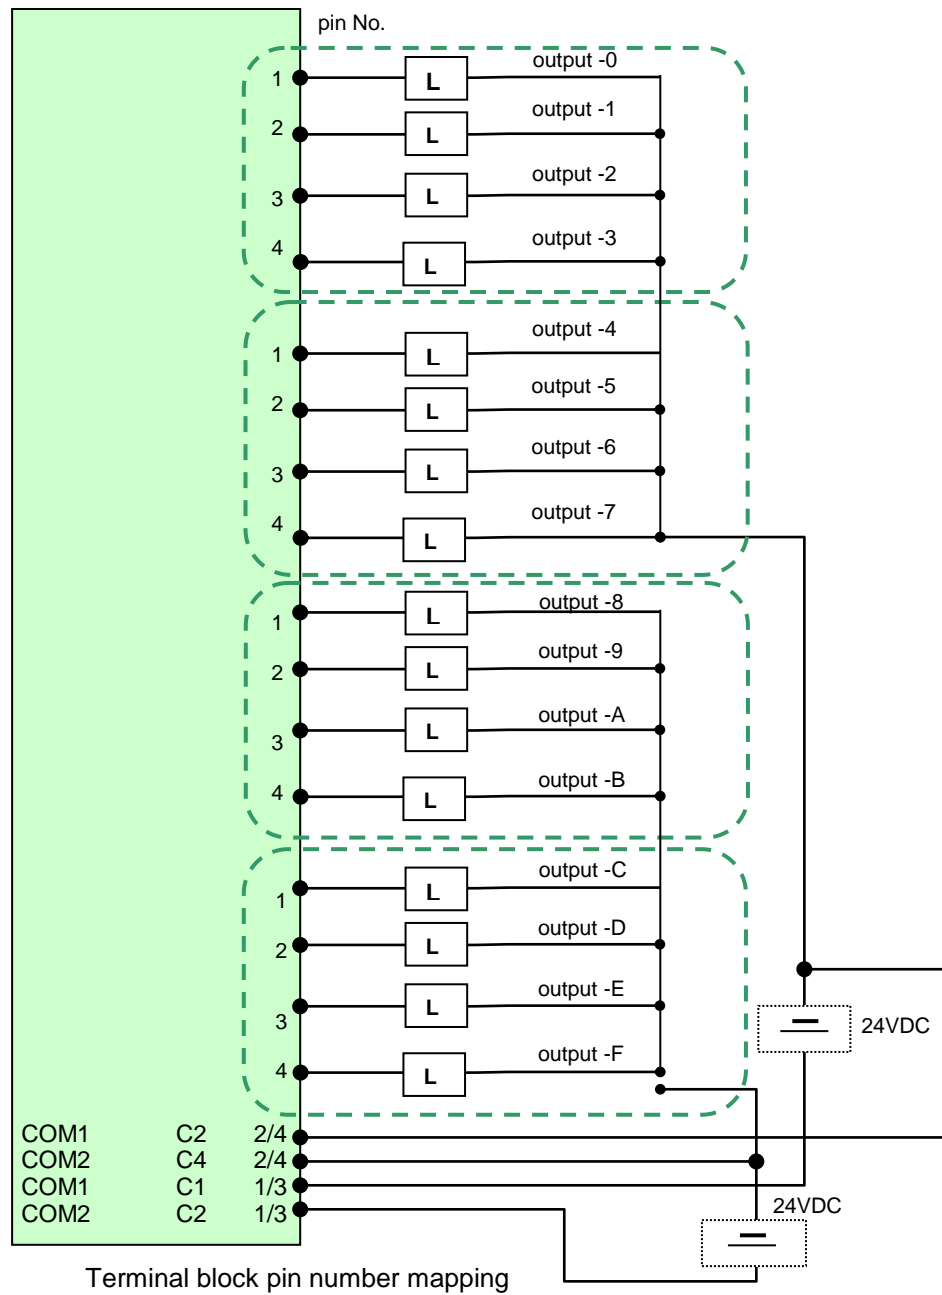 pin No.
1 L output -0
2 L output -1
3 L output -2
4 L output -3
1 L output -4
2 L output -5
3 L output -6
4 L output -7
1 L output -8
2 L output -9
3 L output -A
4 L output -B
1 L output -C
2 L output -D
3 L output -E
24VDC
4 L output -F
COM1 C2 2/4
COM2 C4 2/4
COM1 C1 1/3
COM2 C2 1/3
24VDC
Terminal block pin number mapping